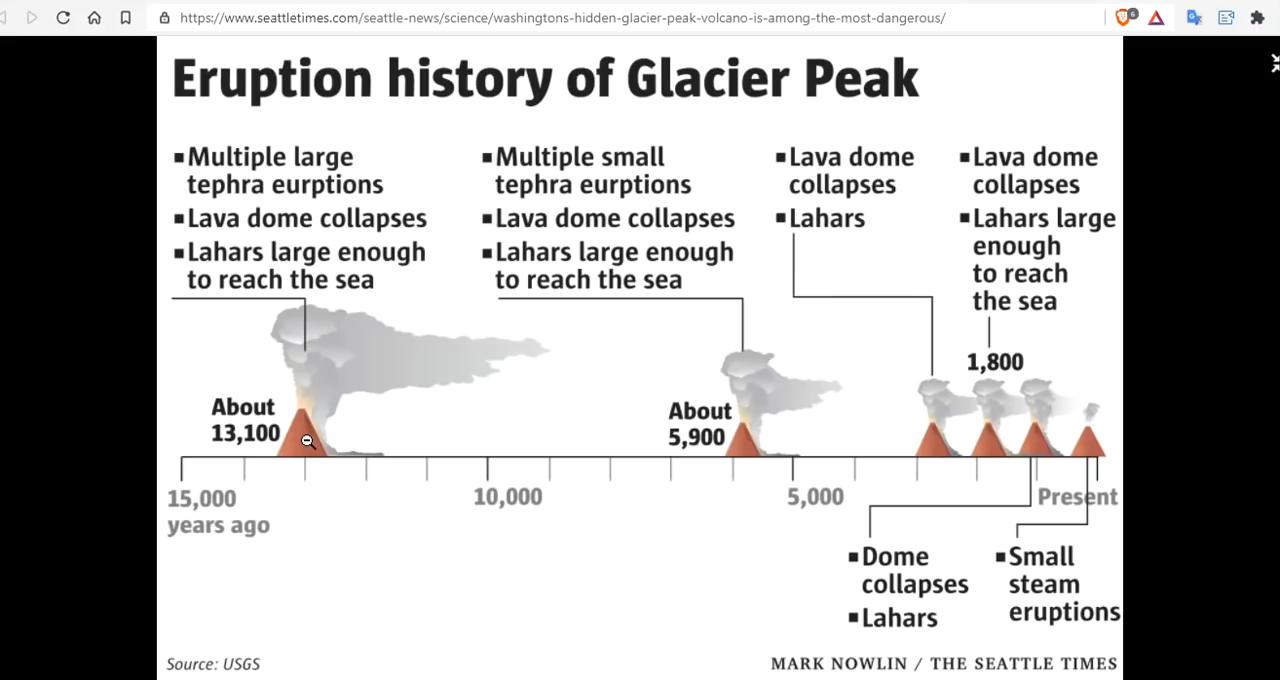 https://www.seattletimes.com/seattle-news/science/washingtons-hidden-glacier-peak-volcano-is-among-the-most-dangerous/
6
Eruption history of Glacier Peak
▪ Multiple large
tephra eurptions
▪ Lava dome collapses
▪ Lahars large enough
to reach the sea
▪ Multiple small
tephra eurptions
▪ Lava dome collapses
▪ Lahars large enough
to reach the sea
▪ Lava dome
collapses
▪ Lahars
▪ Lava dome
collapses
▪ Lahars large
enough
to reach
the sea
1,800
About
13,100
About
5,900
15,000
years ago
10,000
5,000
Present
▪ Dome
collapses
▪ Lahars
▪ Small
steam
eruptions
Source: USGS
MARK NOWLIN / THE SEATTLE TIMES